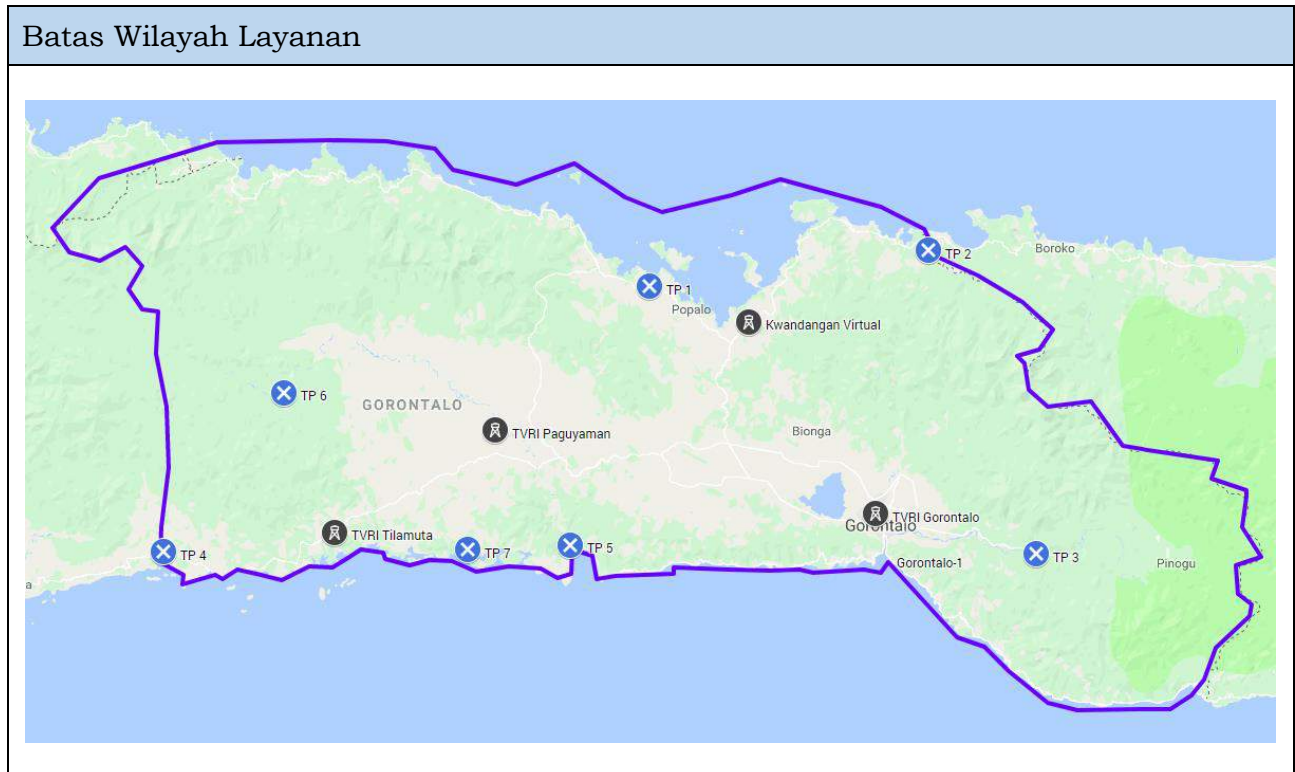 Batas Wilayah Layanan
Boroko
TP 2
TP 1
Popalo
Kwandangan Virtual
TP 6
GORONTALO
TVRI Paguyaman
Bionga
TVRI Gorontalo
Gorontalo
TVRI Tilamuta
TP 4
TP 7
TP 5
TP 3
Gorontalo-1
Pinogu
a